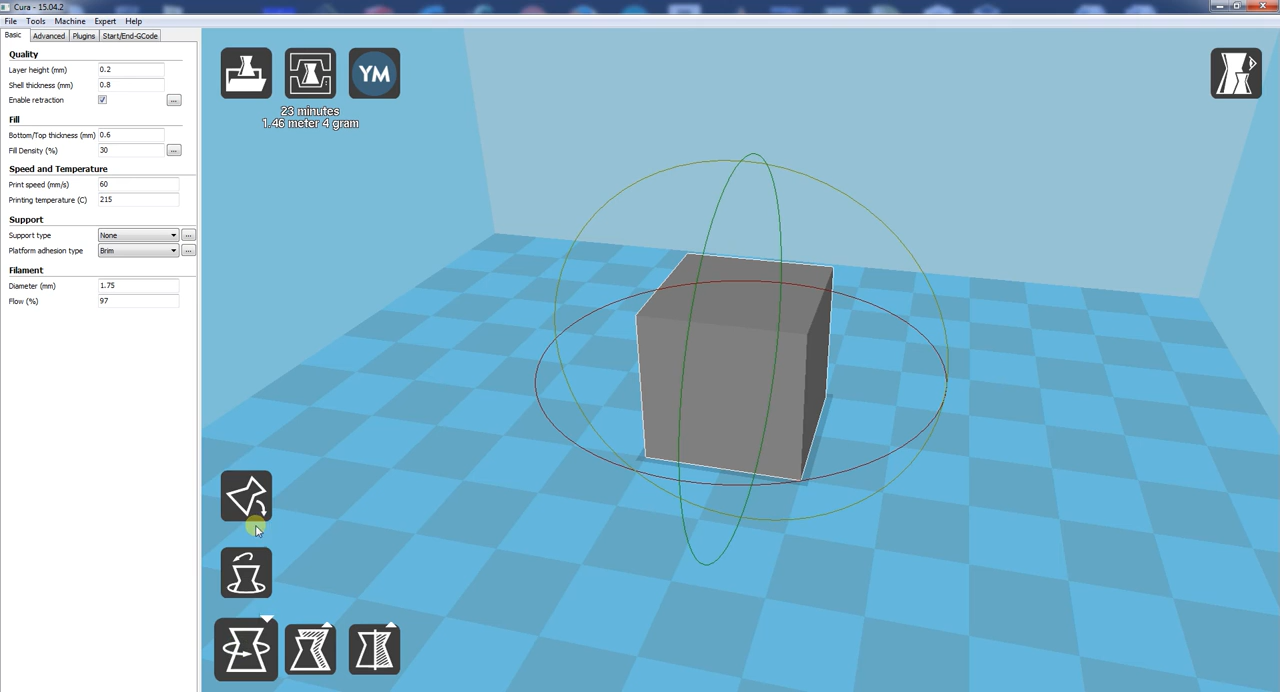 Cura - 15.04.2
File Tools Machine Expert Help
Basic Advanced Plugins Start/End-GCode
Quality
Layer height (mm) 0.2
Shell thickness (mm) 0.8
Enable retraction ...
Fill
Bottom/Top thickness (mm) 0.6
Fill Density (%) 30 ...
Speed and Temperature
Print speed (mm/s) 60
Printing temperature (C) 215
Support
Support type None ...
Platform adhesion type Brim ...
Filament
Diameter (mm) 1.75
Flow (%) 97
YM
23 minutes
1.46 meter 4 gram